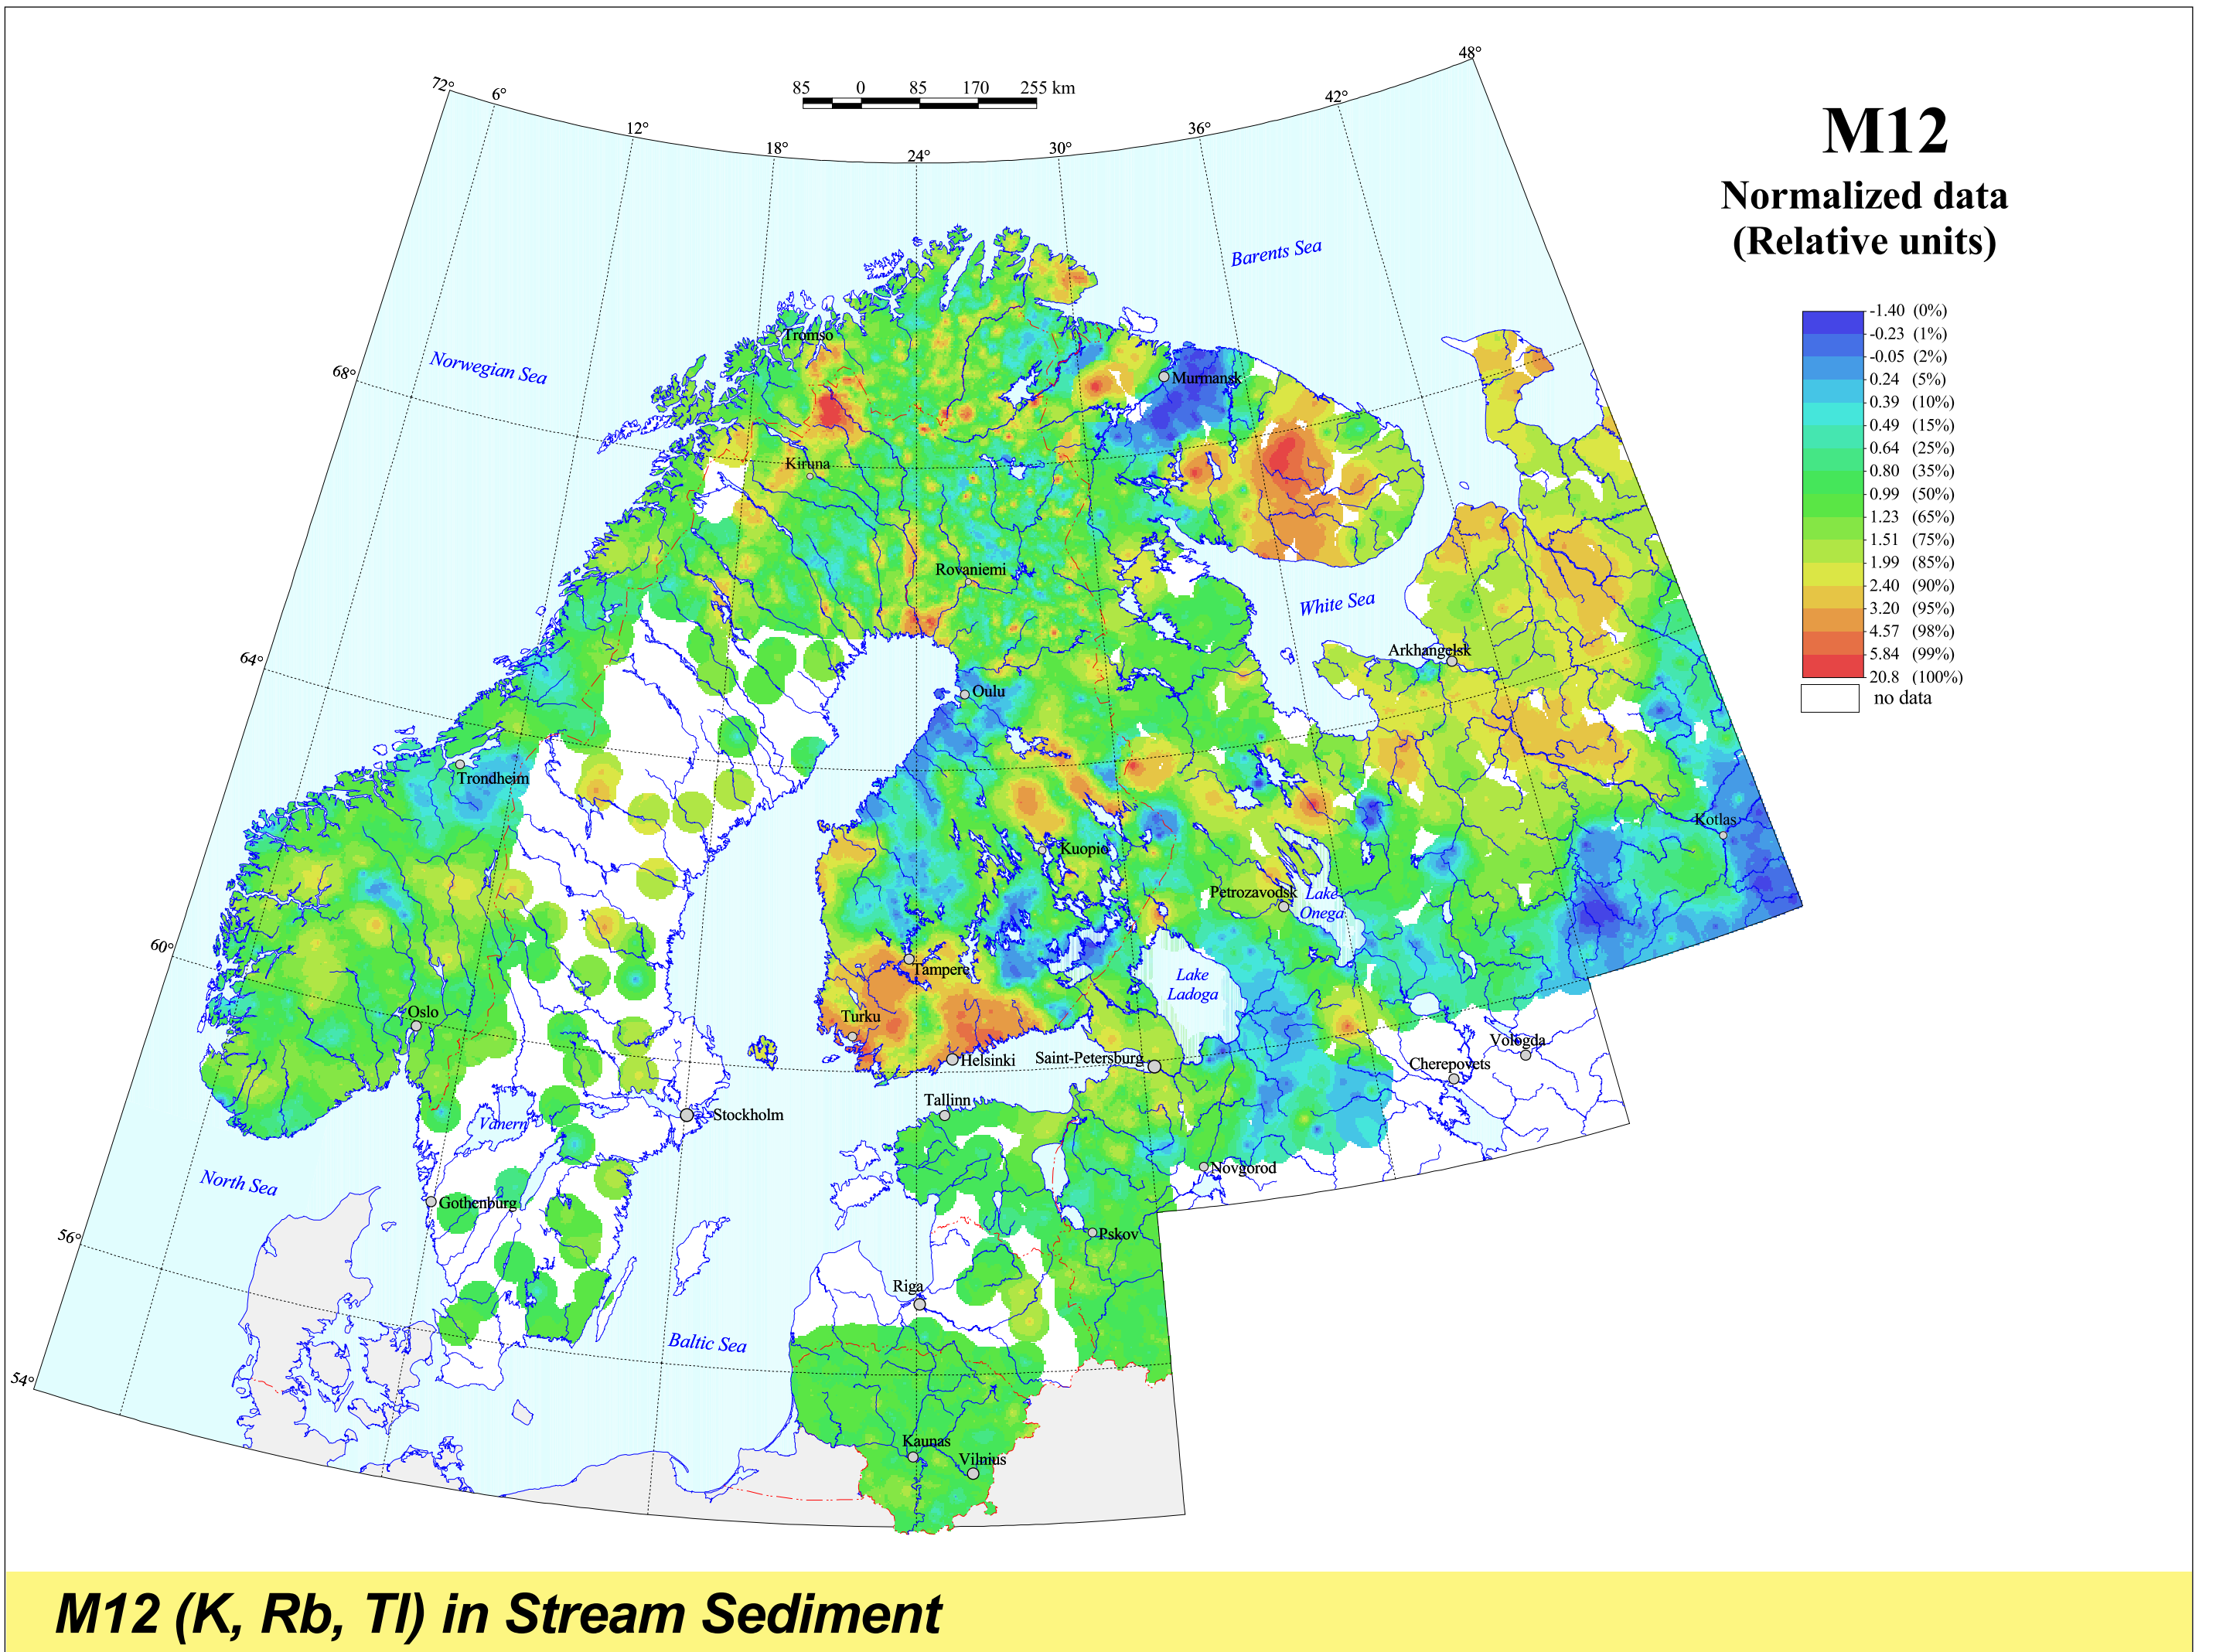 48°
72°
6°
42°
85 0 85 170 255 km
12°
36°
18°
24°
30°
M12
Normalized data
(Relative units)
Barents Sea
-1.40 (0%)
-0.23 (1%)
-0.05 (2%)
0.24 (5%)
0.39 (10%)
0.49 (15%)
0.64 (25%)
0.80 (35%)
0.99 (50%)
1.23 (65%)
1.51 (75%)
1.99 (85%)
2.40 (90%)
3.20 (95%)
4.57 (98%)
5.84 (99%)
20.8 (100%)
no data
Tromso
Norwegian Sea
68°
Murmansk
Kiruna
Rovaniemi
White Sea
Arkhangelsk
64°
Oulu
Trondheim
Kotlas
Kuopio
Petrozavodsk
Lake
Onega
60°
Tampere
Lake
Ladoga
Oslo
Turku
Vologda
Helsinki
Saint-Petersburg
Cherepovets
Tallinn
Stockholm
Vanern
Novgorod
North Sea
Gothenburg
Pskov
56°
Riga
Baltic Sea
54°
Kaunas
Vilnius
M12 (K, Rb, Tl) in Stream Sediment